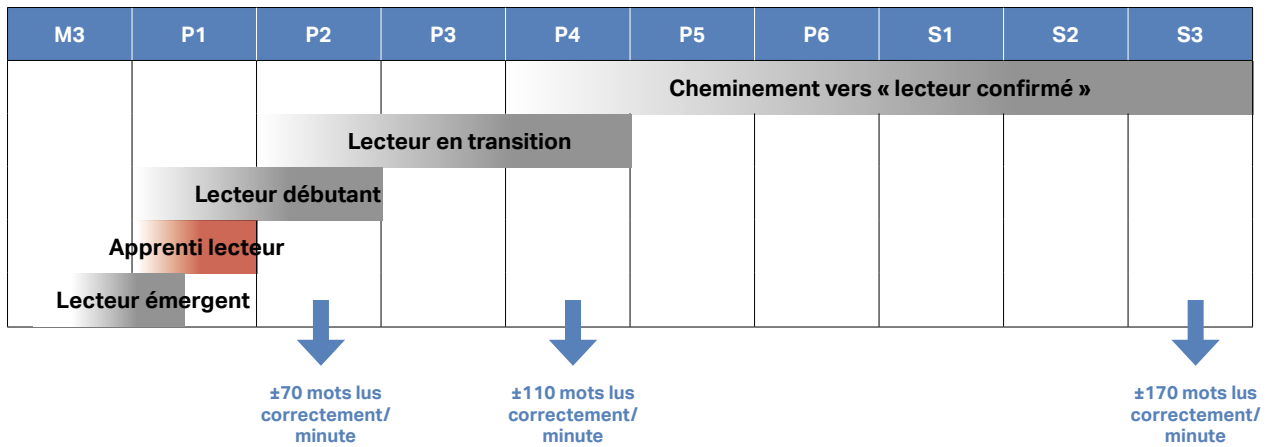 M3 P1 P2 P3 P4 P5 P6 S1 S2 S3
Cheminement vers « lecteur confirmé »
Lecteur en transition
Lecteur débutant
Apprenti lecteur
Lecteur émergent
±70 mots lus
correctement/
minute
±110 mots lus
correctement/
minute
±170 mots lus
correctement/
minute